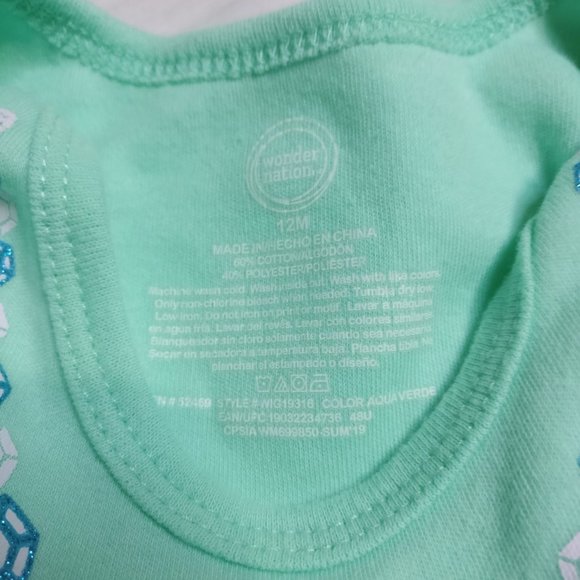 wonder
nation
12M
MADE IN/HECHO EN CHINA
60% COTTON/ALGODÓN
40% POLYESTER/POLIÉSTER
Machine wash cold. Wash inside out. Wash with like colors.
Only non-chlorine bleach when needed. Tumble dry low.
Low iron. Do not iron on print or motif. Lavar a máquina
en agua fría. Lavar del revés. Lavar con colores similares.
Blanqueador sin cloro solamente cuando sea necesario.
Secar en secadora a temperatura baja. Plancha tibia. No
planchar el estampado o diseño.
RN # 52469 STYLE#WIG19316 COLOR AQUA VERDE
EAN/UPC 19032234736 48U
CPSIA WM699850-SUM'19